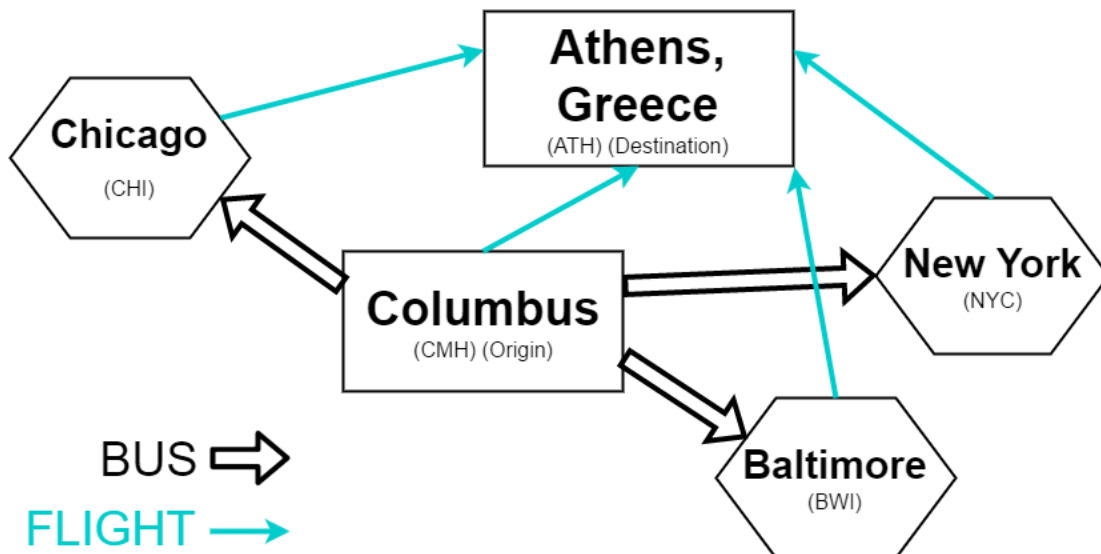 Athens,
Greece
(ATH) (Destination)
Chicago
(CHI)
New York
(NYC)
Columbus
(CMH) (Origin)
Baltimore
(BWI)
BUS
FLIGHT